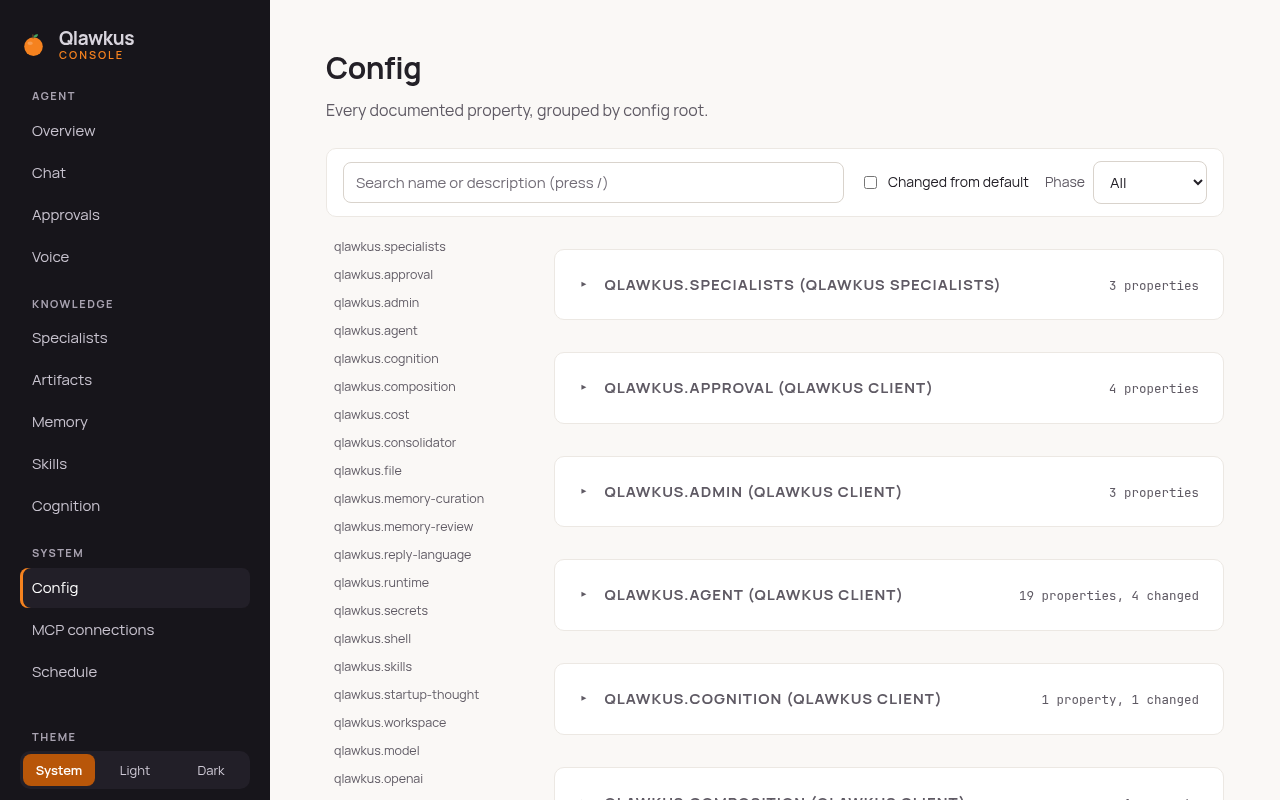 Qlawkus
CONSOLE
AGENT
Overview
Chat
Approvals
Voice
KNOWLEDGE
Specialists
Artifacts
Memory
Skills
Cognition
SYSTEM
Config
MCP connections
Schedule
THEME
System Light Dark
Config
Every documented property, grouped by config root.
Search name or description (press /) Changed from default Phase All
qlawkus.specialists
qlawkus.approval
qlawkus.admin
qlawkus.agent
qlawkus.cognition
qlawkus.composition
qlawkus.cost
qlawkus.consolidator
qlawkus.file
qlawkus.memory-curation
qlawkus.memory-review
qlawkus.reply-language
qlawkus.runtime
qlawkus.secrets
qlawkus.shell
qlawkus.skills
qlawkus.startup-thought
qlawkus.workspace
qlawkus.model
qlawkus.openai
QLAWKUS.SPECIALISTS (QLAWKUS SPECIALISTS) 3 properties
QLAWKUS.APPROVAL (QLAWKUS CLIENT) 4 properties
QLAWKUS.ADMIN (QLAWKUS CLIENT) 3 properties
QLAWKUS.AGENT (QLAWKUS CLIENT) 19 properties, 4 changed
QLAWKUS.COGNITION (QLAWKUS CLIENT) 1 property, 1 changed
QLAWKUS.COMPOSITION (QLAWKUS CLIENT)